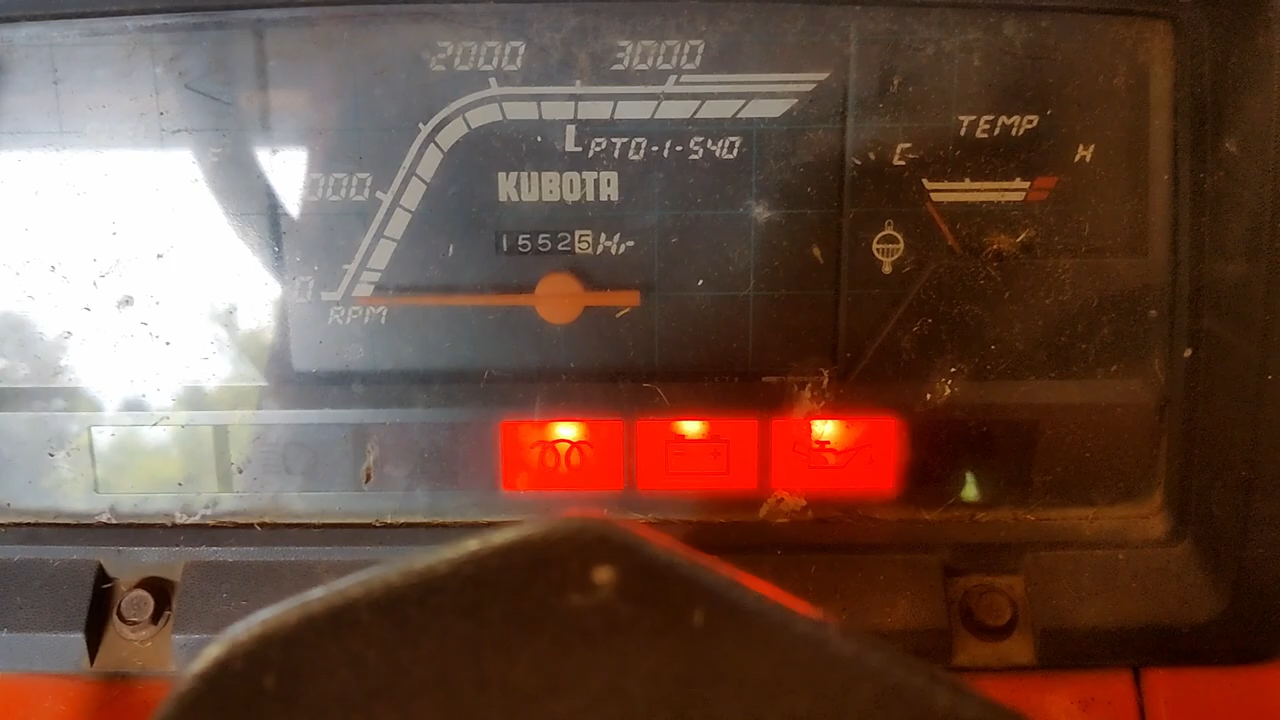 2000 3000
TEMP
L PTO-1-540
C H
000
KUBOTA
15525 Hr
0
RPM